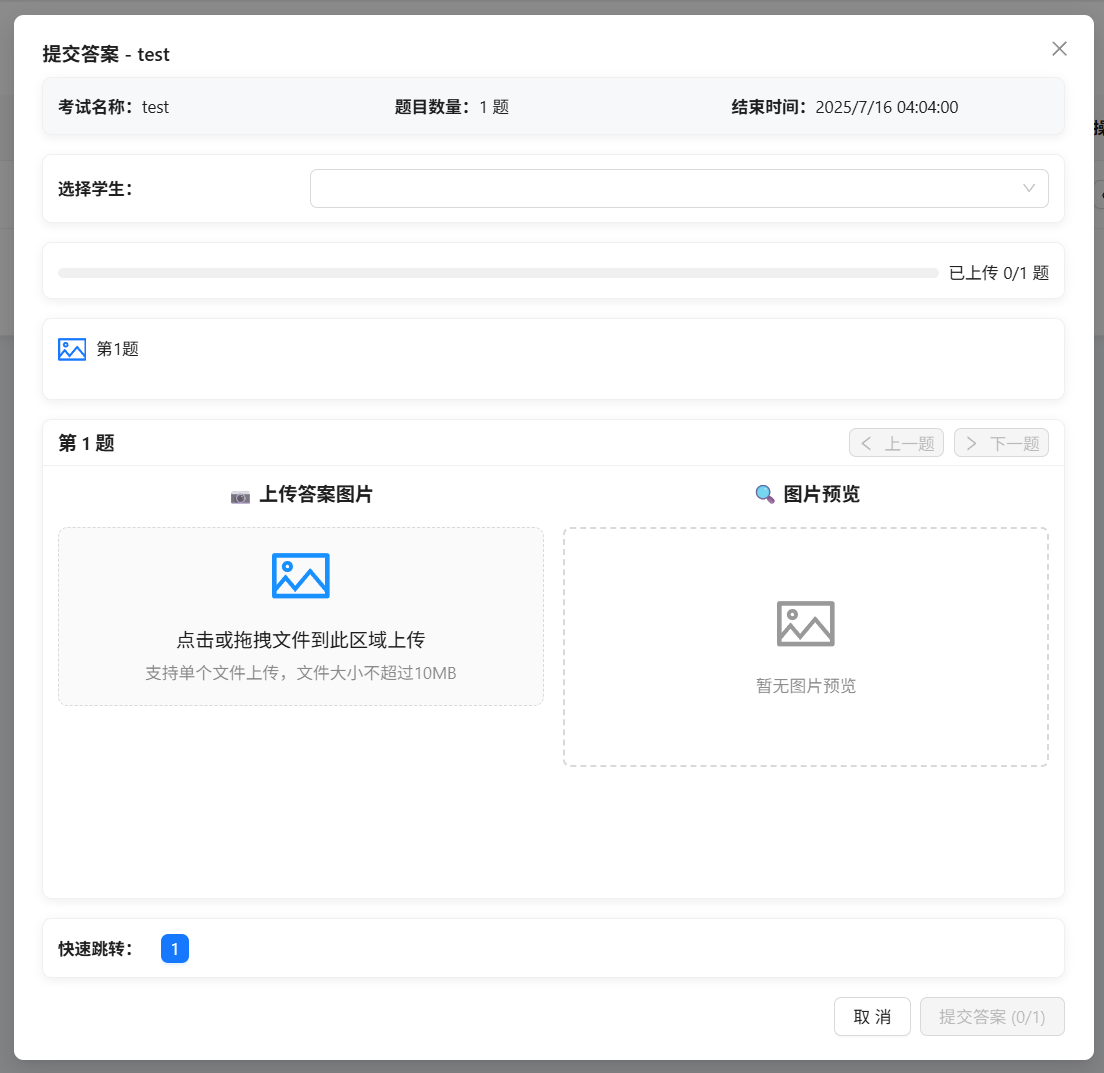 提交答案 - test
考试名称：test 题目数量：1 题 结束时间：2025/7/16 04:04:00
选择学生：
已上传 0/1 题
第1题
第 1 题 上一题 下一题
上传答案图片 图片预览
点击或拖拽文件到此区域上传
支持单个文件上传，文件大小不超过10MB
暂无图片预览
快速跳转： 1
取 消 提交答案 (0/1)